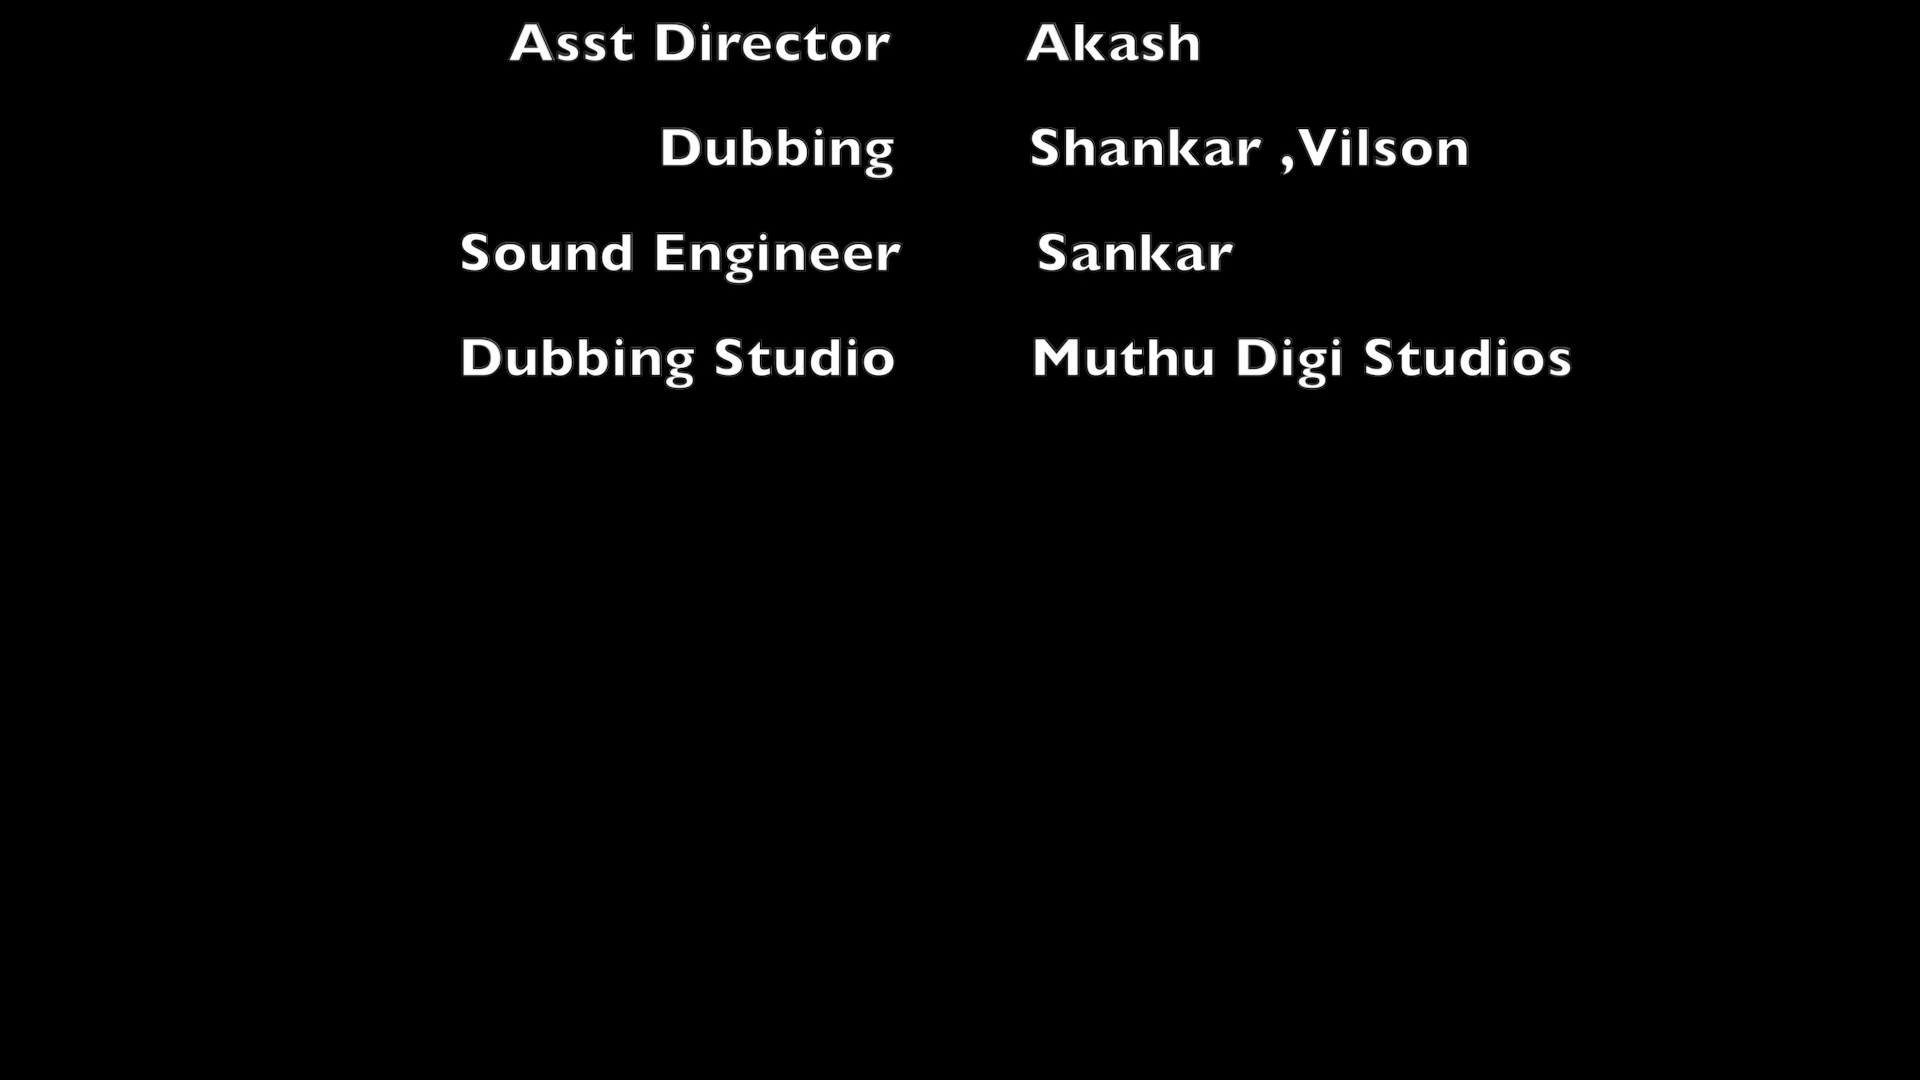 Asst Director Akash
Dubbing Shankar ,Vilson
Sound Engineer Sankar
Dubbing Studio Muthu Digi Studios